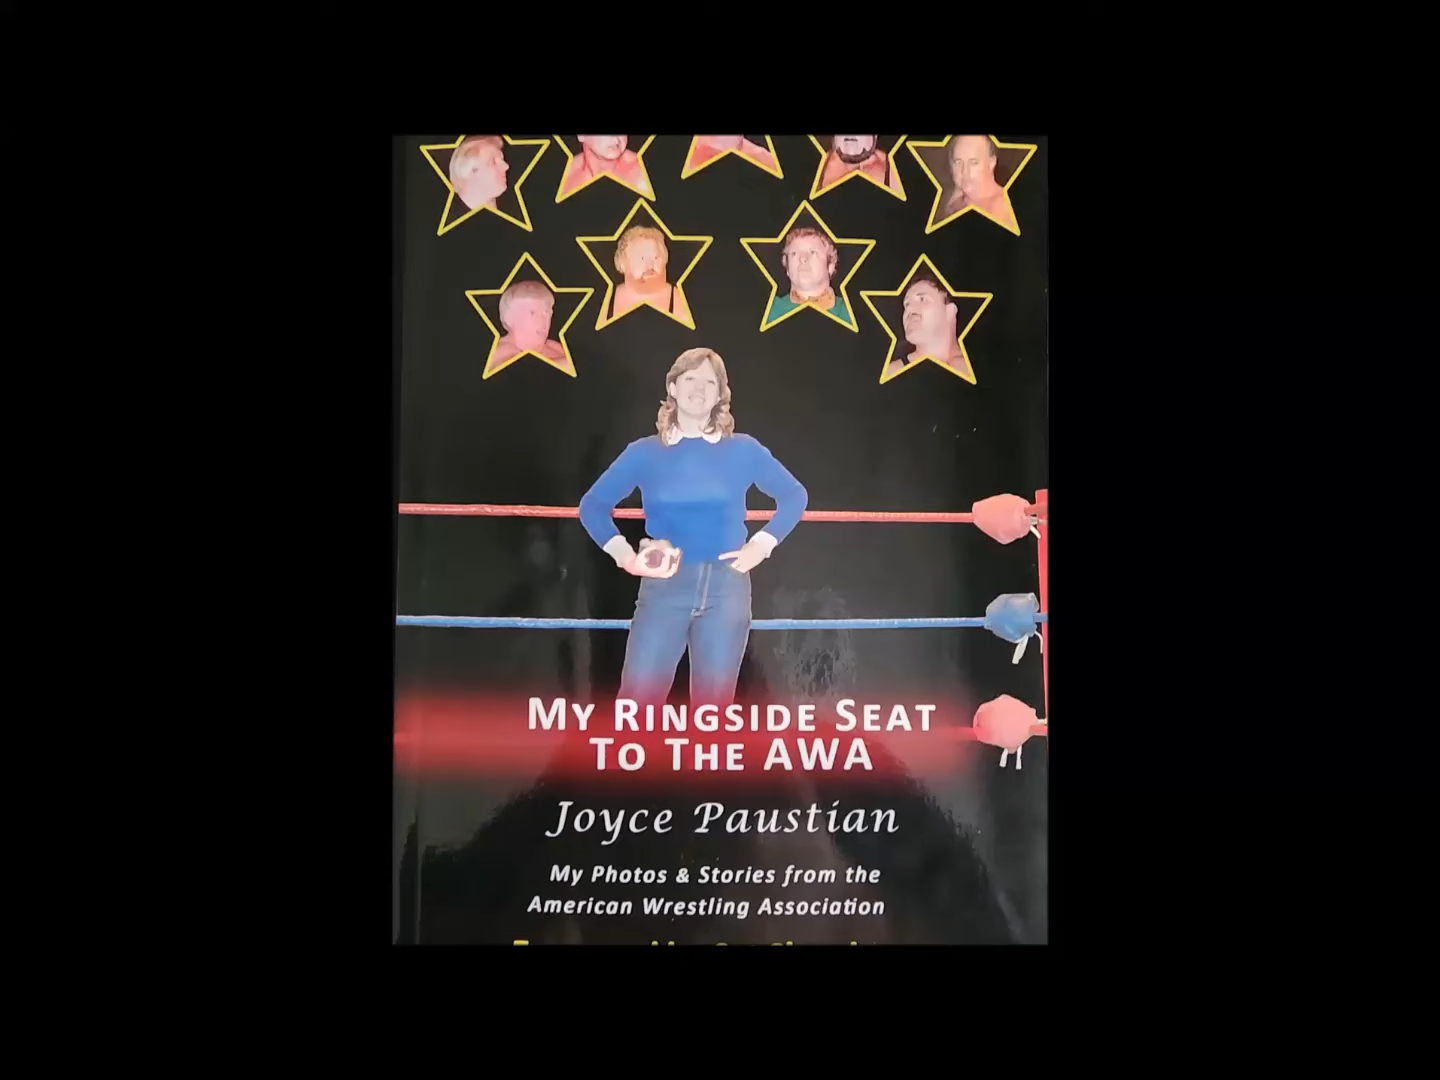 MY RINGSIDE SEAT
TO THE AWA
Joyce Paustian
My Photos & Stories from the
American Wrestling Association